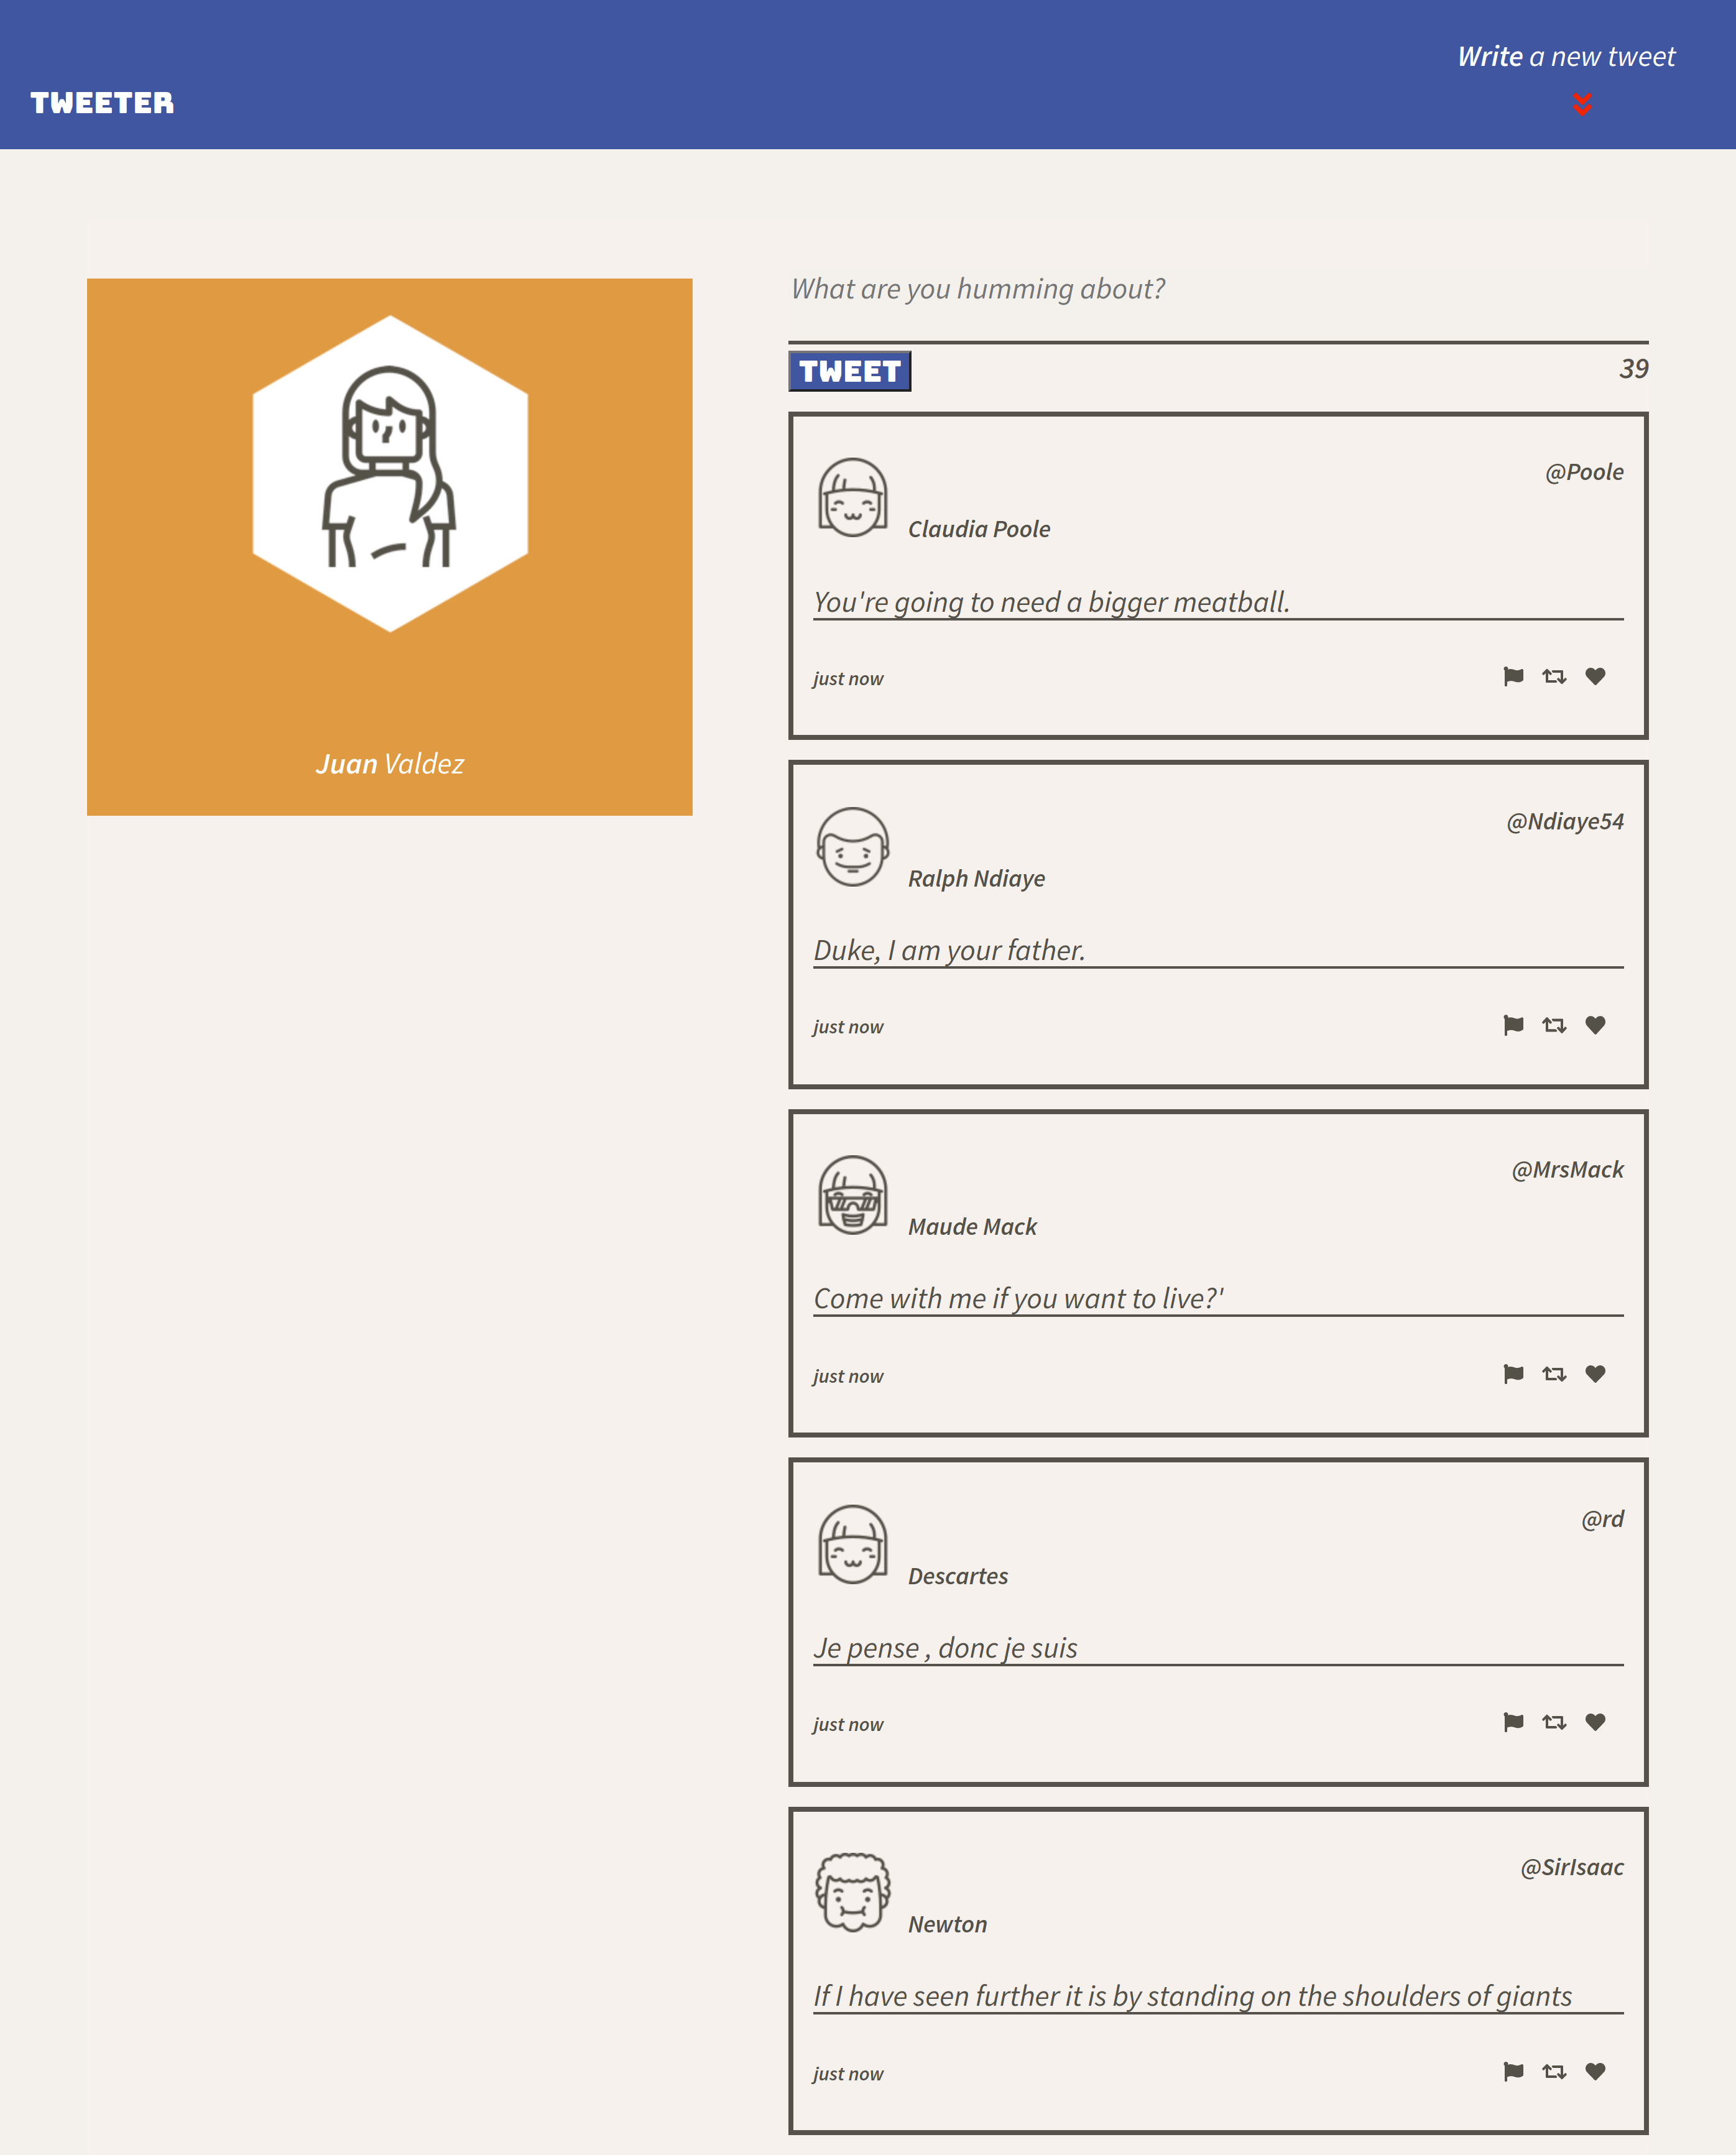 Write a new tweet
TWEETER
What are you humming about?
TWEET
39
@Poole
Claudia Poole
You're going to need a bigger meatball.
just now
@Ndiaye54
Ralph Ndiaye
Duke, I am your father.
just now
@MrsMack
Maude Mack
Come with me if you want to live?'
just now
@rd
Descartes
Je pense , donc je suis
just now
@SirIsaac
Newton
If I have seen further it is by standing on the shoulders of giants
just now
Juan Valdez